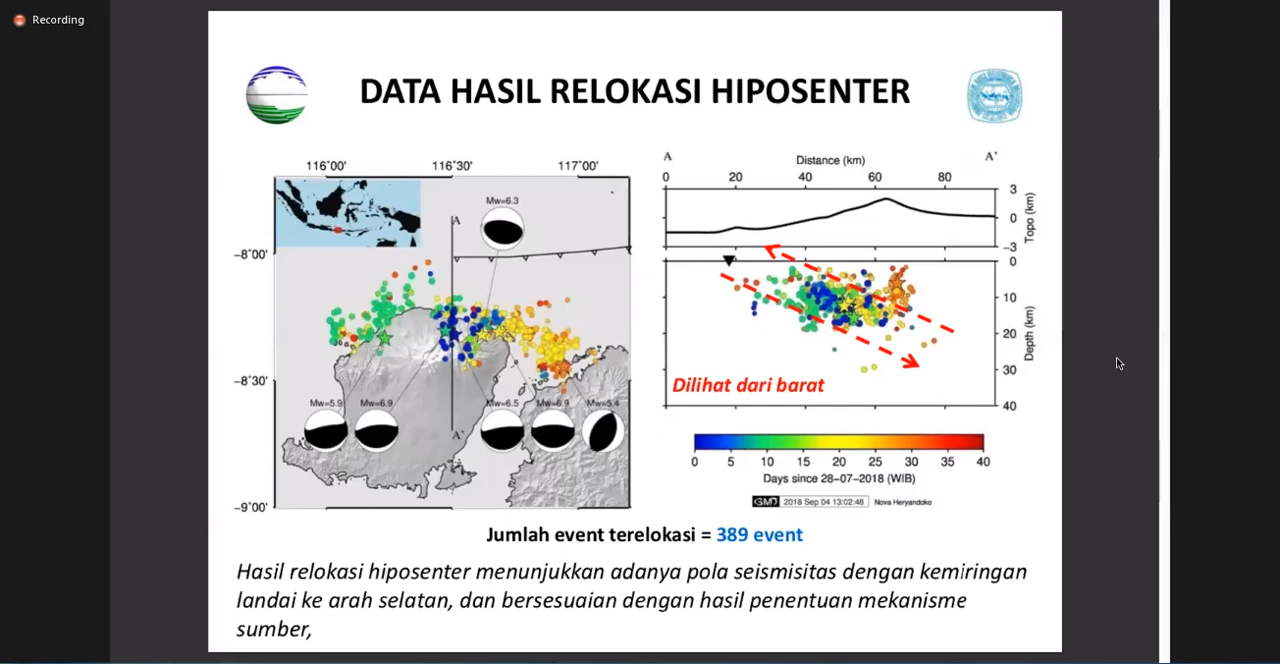 Recording
DATA HASIL RELOKASI HIPOSENTER
116˚00' 116˚30' 117˚00'
Mw=6.3
A
−8˚00'
−8˚30'
Mw=5.9 Mw=6.9 Mw=6.5 Mw=6.9 Mw=5.4
A'
−9˚00'
A Distance (km) A'
0 20 40 60 80
3
0
−3
Topo (km)
0
10
20
30
40
Depth (km)
Dilihat dari barat
0 5 10 15 20 25 30 35 40
Days since 28−07−2018 (WIB)
GMD 2018 Sep 04 13:02:48 Nova Heryandoko
Jumlah event terelokasi = 389 event
Hasil relokasi hiposenter menunjukkan adanya pola seismisitas dengan kemiringan
landai ke arah selatan, dan bersesuaian dengan hasil penentuan mekanisme
sumber,